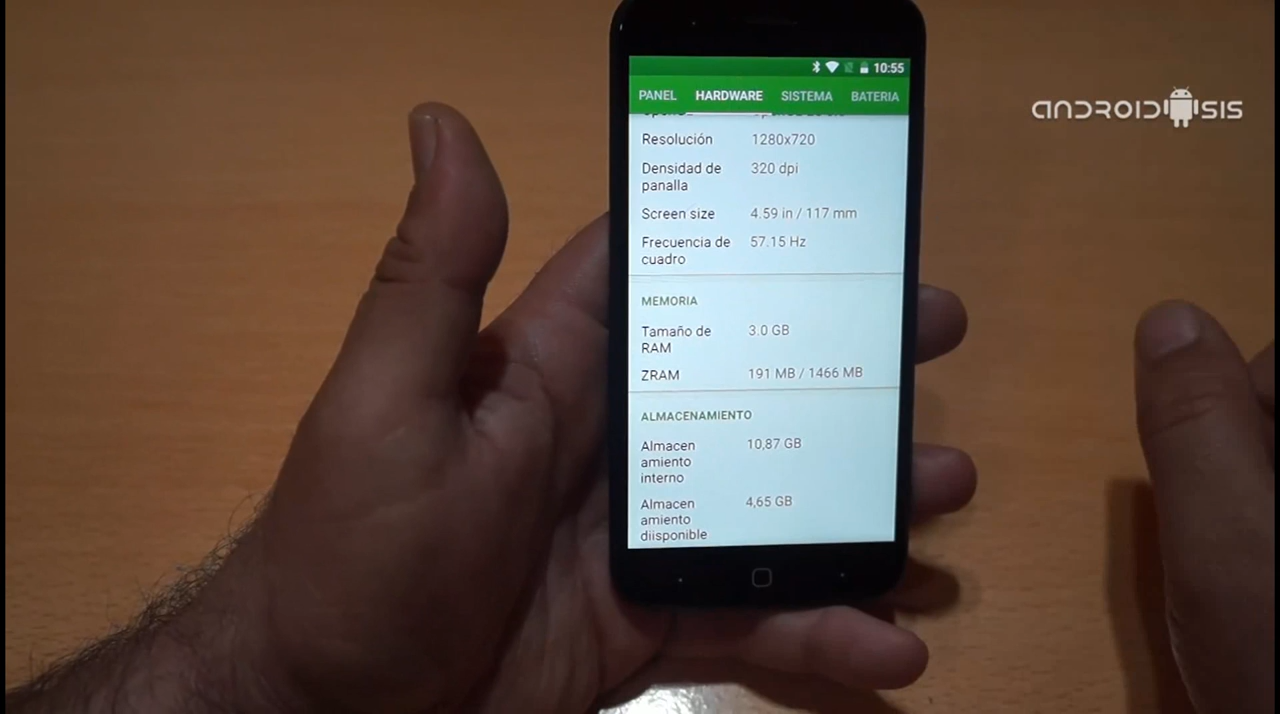 10:55
PANEL HARDWARE SISTEMA BATERIA
Resolución 1280x720
Densidad de 320 dpi
panalla
Screen size 4.59 in / 117 mm
Frecuencia de 57.15 Hz
cuadro
MEMORIA
Tamaño de 3.0 GB
RAM
ZRAM 191 MB / 1466 MB
ALMACENAMIENTO
Almacen 10,87 GB
amiento
interno
Almacen 4,65 GB
amiento
diisponible
ANDROIDSIS